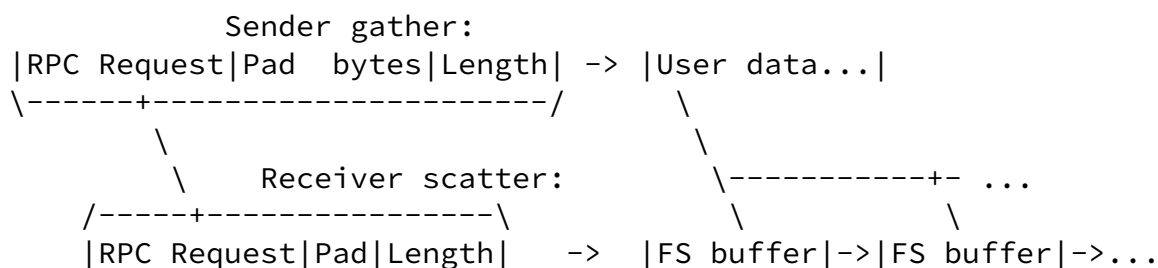 Sender gather:
|RPC Request|Pad  bytes|Length| -> |User data...|
\------+----------------------/      \
        \                             \
         \    Receiver scatter:        \-----------+- ...
    /-----+----------------\            \           \
    |RPC Request|Pad|Length|   ->  |FS buffer|->|FS buffer|->...